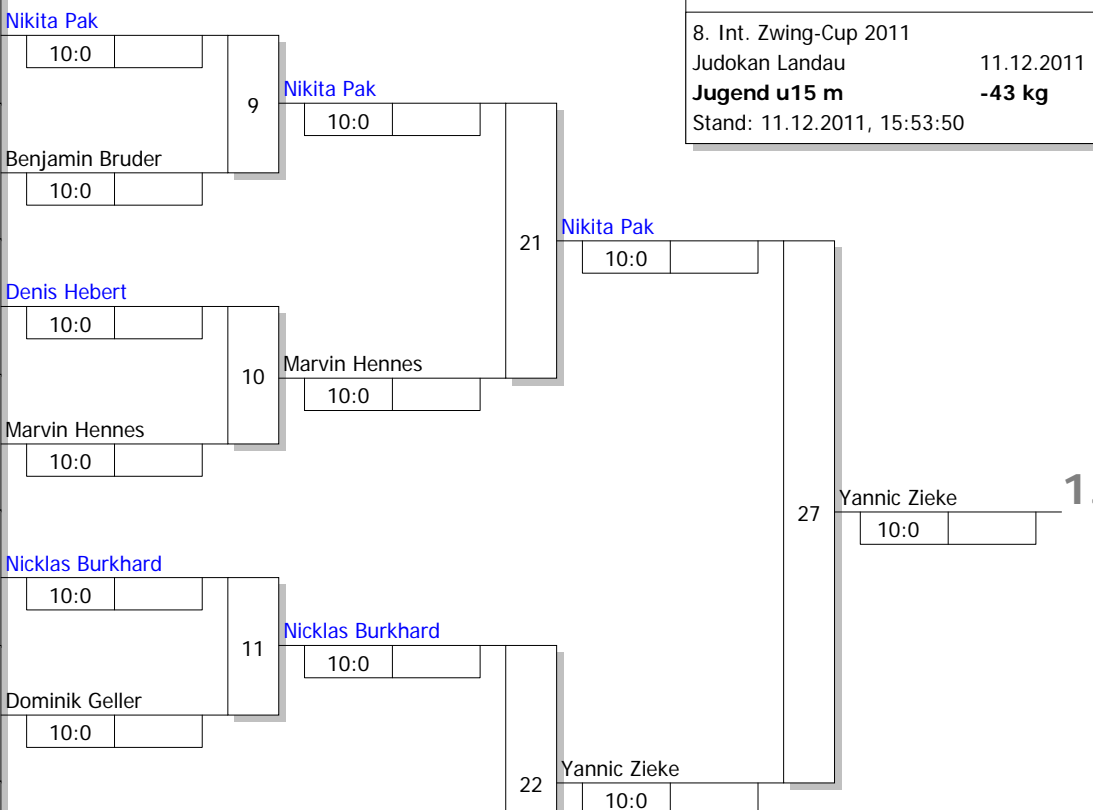 8. Int. Zwing-Cup 2011
Judokan Landau 11.12.2011
Jugend u15 m -43 kg
Stand: 11.12.2011, 15:53:50
Nikita Pak
10:0
9
Nikita Pak
10:0
Benjamin Bruder
10:0
21
Nikita Pak
10:0
Denis Hebert
10:0
10
Marvin Hennes
10:0
Marvin Hennes
10:0
27
Yannic Zieke
1.
10:0
Nicklas Burkhard
10:0
11
Nicklas Burkhard
10:0
Dominik Geller
10:0
22
Yannic Zieke
10:0